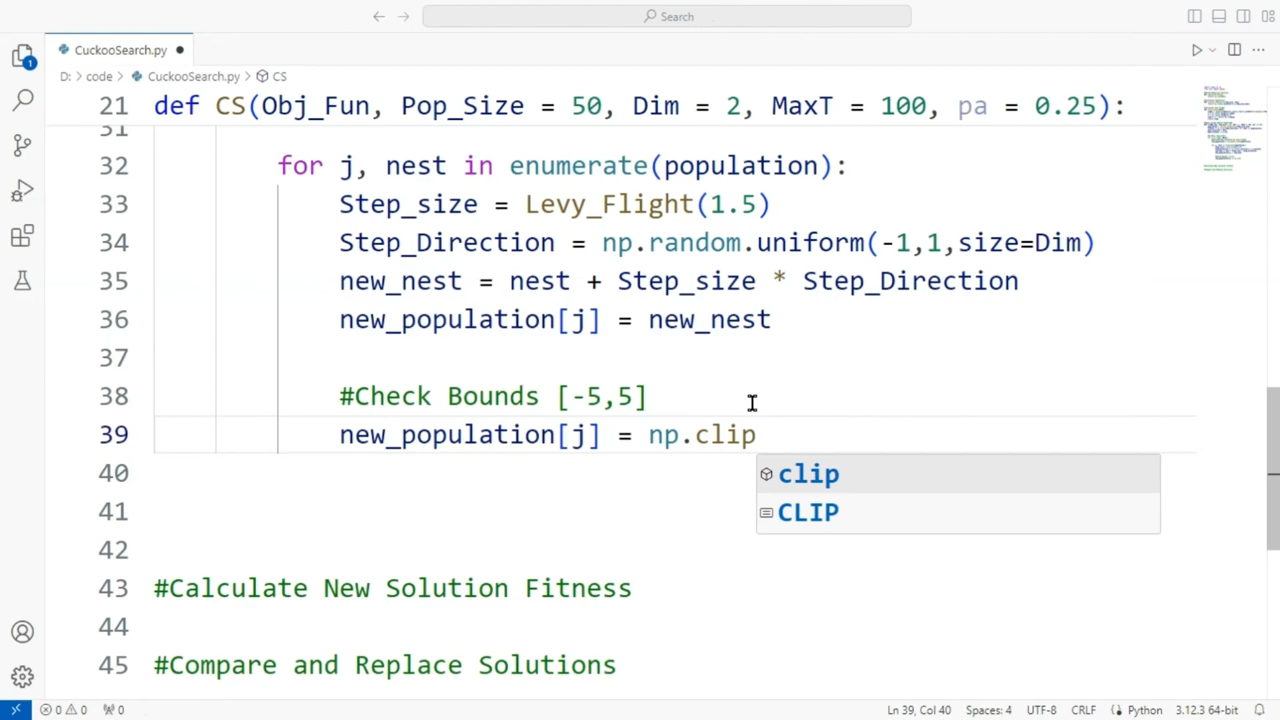 Search
CuckooSearch.py
D: > code > CuckooSearch.py > CS
21 def CS(Obj_Fun, Pop_Size = 50, Dim = 2, MaxT = 100, pa = 0.25):
31
32 for j, nest in enumerate(population):
33 Step_size = Levy_Flight(1.5)
34 Step_Direction = np.random.uniform(-1,1,size=Dim)
35 new_nest = nest + Step_size * Step_Direction
36 new_population[j] = new_nest
37
38 #Check Bounds [-5,5]
39 new_population[j] = np.clip
40 clip
41 CLIP
42
43 #Calculate New Solution Fitness
44
45 #Compare and Replace Solutions
1
0 0 0 Ln 39, Col 40 Spaces: 4 UTF-8 CRLF Python 3.12.3 64-bit